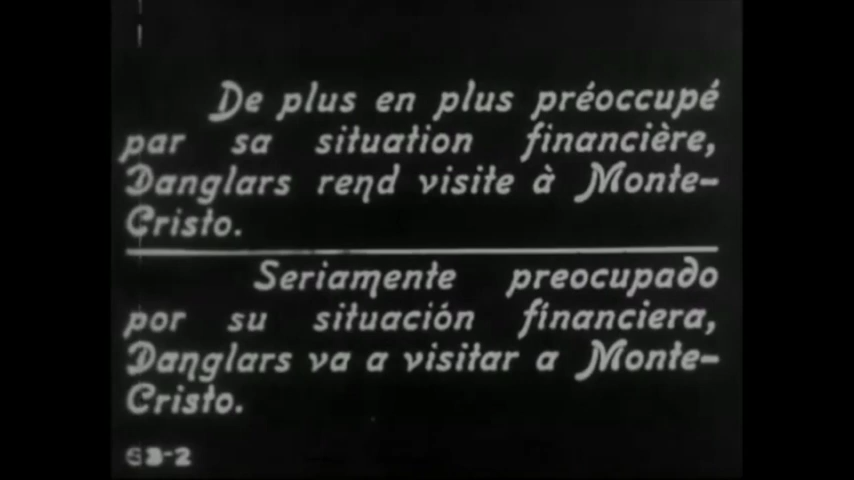 De plus en plus préoccupé
par sa situation financière,
Danglars rend visite à Monte-
Cristo.
Seriamente preocupado
por su situación financiera,
Danglars va a visitar a Monte-
Cristo.
63-2